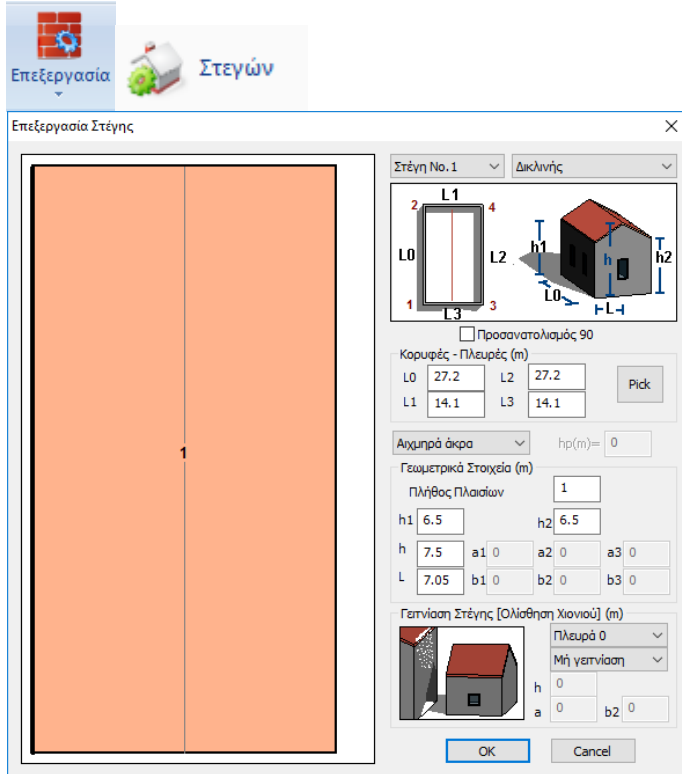 Επεξεργασία
Στεγών
Επεξεργασία Στέγης
Στέγη No.1 Δικλινής
L1
2 4
L0 L2
1 3
L3
h1 h h2
L0 L
Προσανατολισμός 90
Κορυφές - Πλευρές (m)
L0 27.2 L2 27.2
Pick
L1 14.1 L3 14.1
Αιχμηρά άκρα hp(m)= 0
Γεωμετρικά Στοιχεία (m)
Πλήθος Πλαισίων 1
h1 6.5 h2 6.5
h 7.5 a1 0 a2 0 a3 0
L 7.05 b1 0 b2 0 b3 0
1
Γειτνίαση Στέγης [Ολίσθηση Χιονιού] (m)
Πλευρά 0
Μή γειτνίαση
h 0
a 0 b2 0
OK Cancel